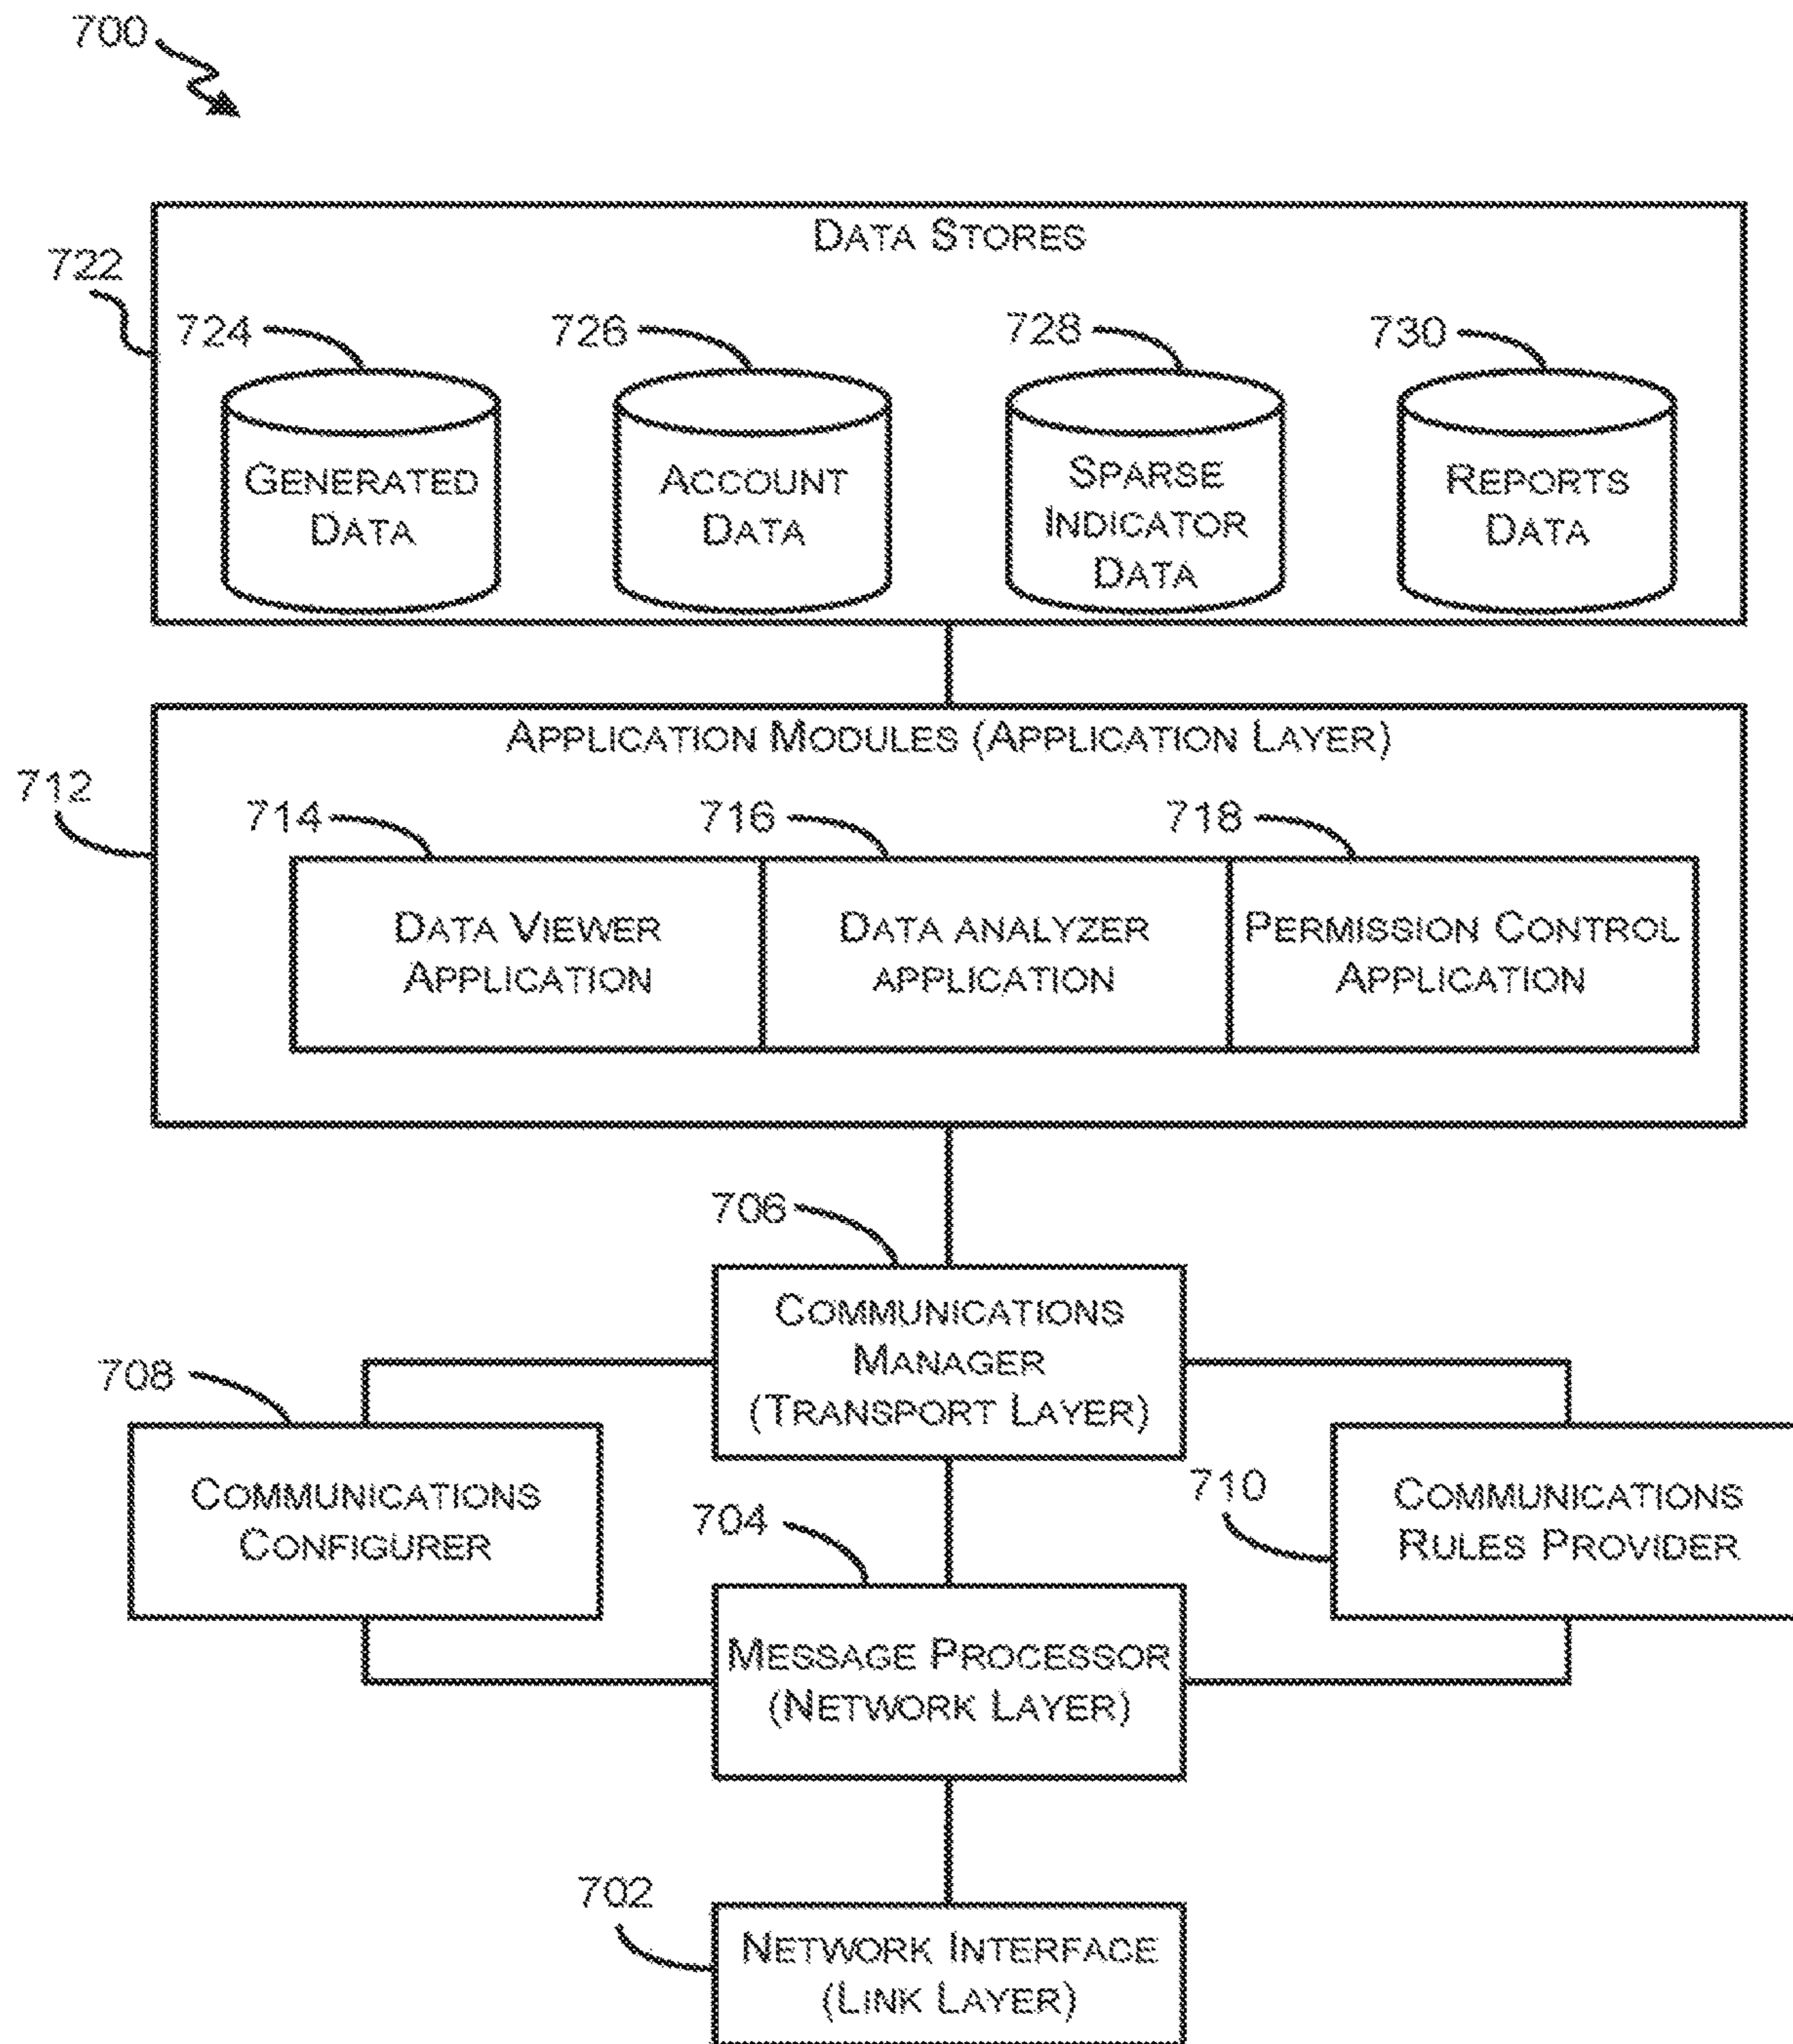 700
DATA STORES
722
724
726
728
730
GENERATED
DATA
ACCOUNT
DATA
SPARSE
INDICATOR
DATA
REPORTS
DATA
APPLICATION MODULES (APPLICATION LAYER)
712
714
716
718
DATA VIEWER
APPLICATION
DATA ANALYZER
APPLICATION
PERMISSION CONTROL
APPLICATION
706
COMMUNICATIONS
MANAGER
(TRANSPORT LAYER)
708
COMMUNICATIONS
CONFIGURER
710
COMMUNICATIONS
RULES PROVIDER
704
MESSAGE PROCESSOR
(NETWORK LAYER)
702
NETWORK INTERFACE
(LINK LAYER)